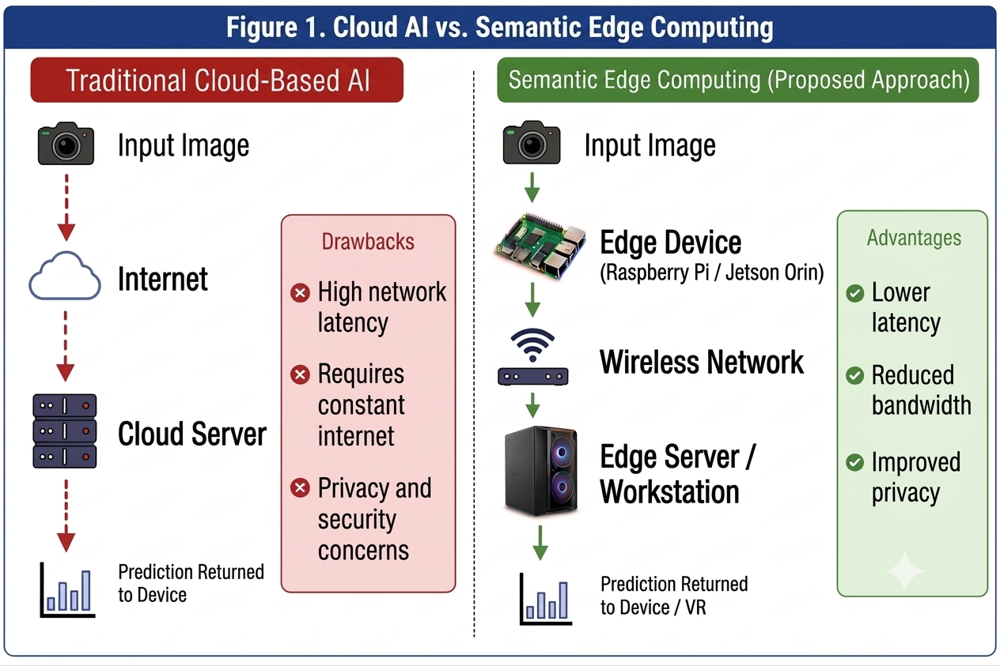 Figure 1. Cloud AI vs. Semantic Edge Computing
Traditional Cloud-Based AI
Input Image
Internet
Cloud Server
Prediction Returned
to Device
Drawbacks
High network
latency
Requires
constant
internet
Privacy and
security
concerns
Semantic Edge Computing (Proposed Approach)
Input Image
Edge Device
(Raspberry Pi / Jetson Orin)
Wireless Network
Edge Server /
Workstation
Prediction Returned
to Device / VR
Advantages
Lower
latency
Reduced
bandwidth
Improved
privacy